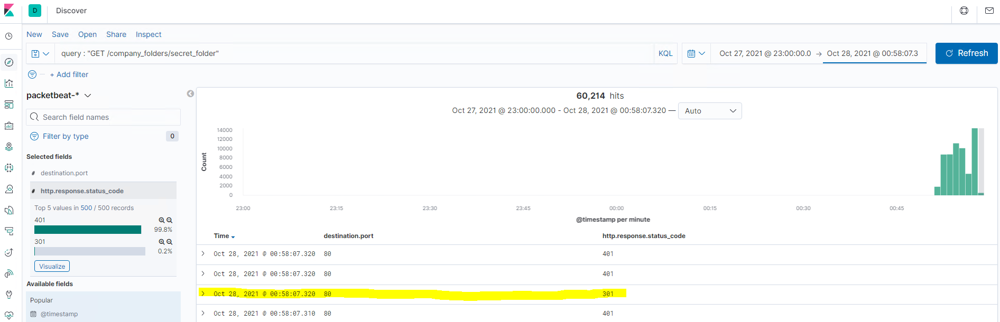 D Discover
New Save Open Share Inspect
query : "GET /company_folders/secret_folder" KQL Oct 27, 2021 @ 23:00:00.0 → Oct 28, 2021 @ 00:58:07.3 Refresh
+ Add filter
packetbeat-*
60,214 hits
Oct 27, 2021 @ 23:00:00.000 - Oct 28, 2021 @ 00:58:07.320 — Auto
Search field names
Filter by type 0
Selected fields
# destination.port
# http.response.status_code
Top 5 values in 500 / 500 records
401
99.8%
301
0.2%
Visualize
Available fields
Popular
@timestamp
Count
14000
12000
10000
8000
6000
4000
2000
0
23:00 23:15 23:30 23:45 00:00 00:15 00:30 00:45
@timestamp per minute
Time destination.port http.response.status_code
Oct 28, 2021 @ 00:58:07.320 80 401
Oct 28, 2021 @ 00:58:07.320 80 401
Oct 28, 2021 @ 00:58:07.320 80 301
Oct 28, 2021 @ 00:58:07.310 80 401